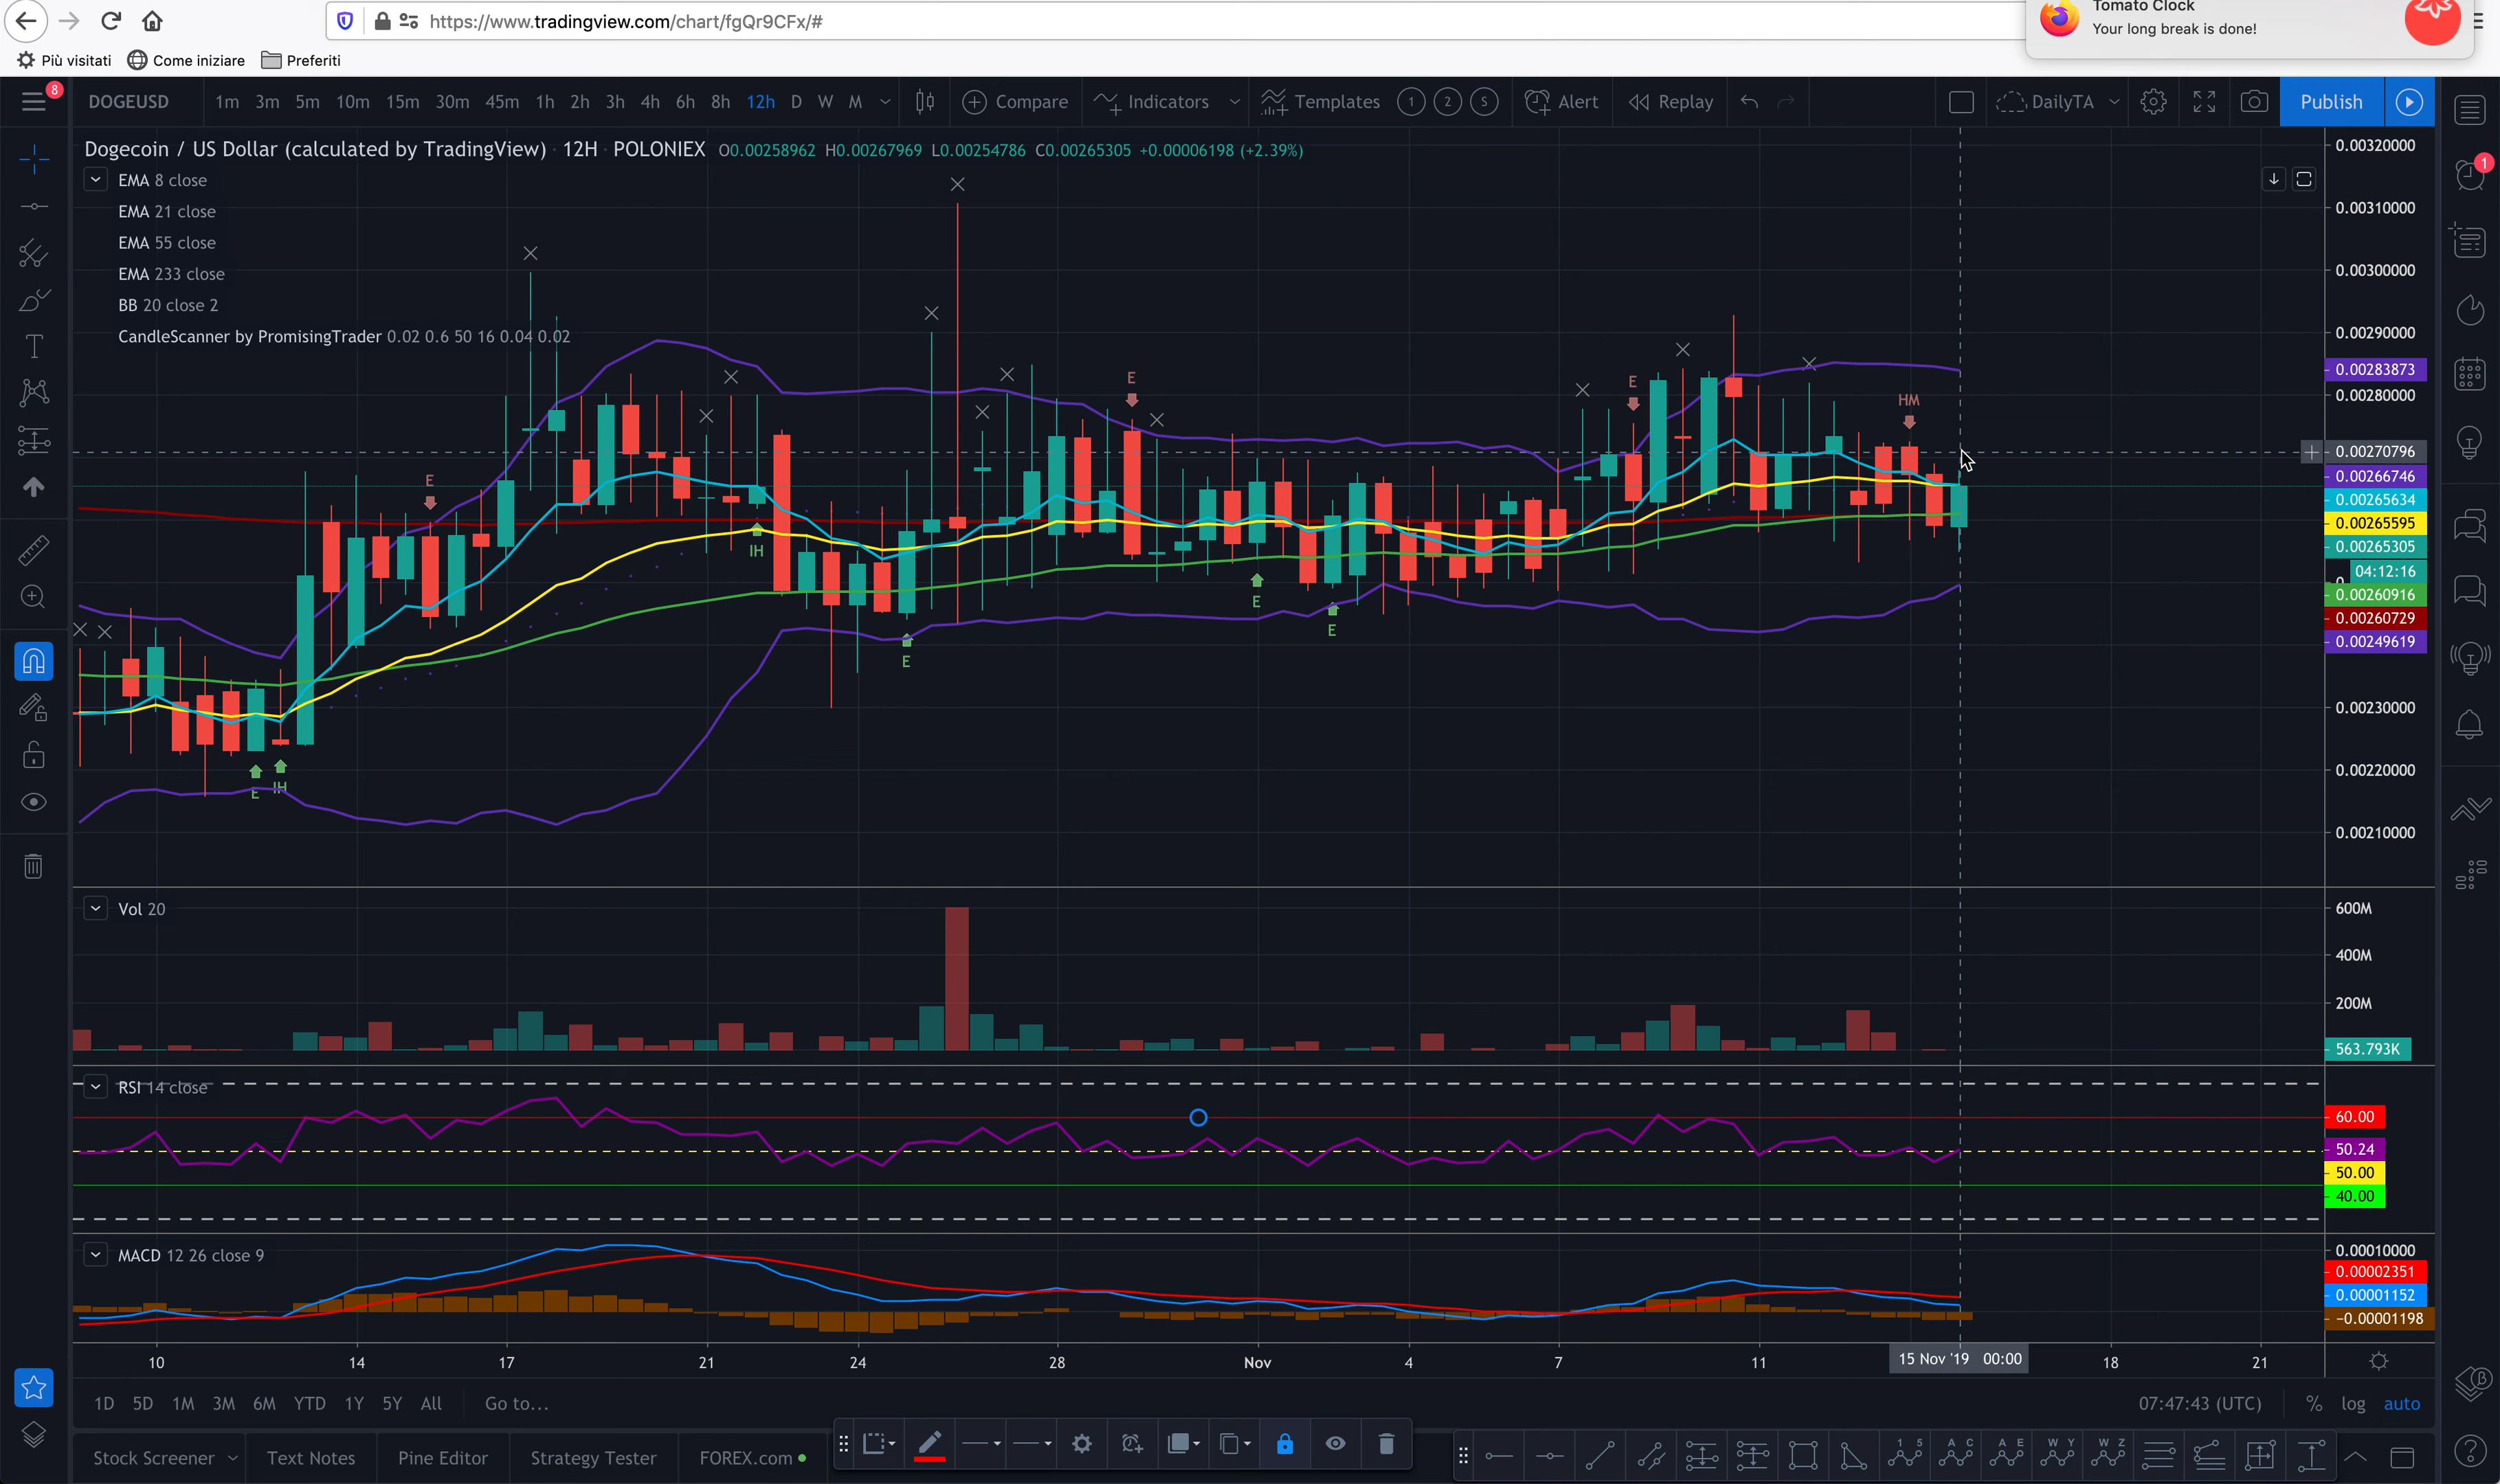 https://www.tradingview.com/chart/fgQr9CFx/#
Tomato Clock
Your long break is done!
Più visitati Come iniziare Preferiti
8
DOGEUSD 1m 3m 5m 10m 15m 30m 45m 1h 2h 3h 4h 6h 8h 12h D W M Compare Indicators Templates 1 2 S Alert Replay DailyTA Publish
Dogecoin / US Dollar (calculated by TradingView) · 12H · POLONIEX O0.00258962 H0.00267969 L0.00254786 C0.00265305 +0.00006198 (+2.39%)
EMA 8 close
EMA 21 close
EMA 55 close
EMA 233 close
BB 20 close 2
CandleScanner by PromisingTrader 0.02 0.6 50 16 0.04 0.02
1
0.00320000
0.00310000
0.00300000
0.00290000
0.00283873
0.00280000
0.00270796
0.00266746
0.00265634
0.00265595
0.00265305
04:12:16
0.00260916
0.00260729
0.00249619
0.00230000
0.00220000
0.00210000
E
E
E
HM
IH
E
E
E
E IH
Vol 20
600M
400M
200M
563.793K
RSI 14 close
60.00
50.24
50.00
40.00
MACD 12 26 close 9
0.00010000
0.00002351
0.00001152
−0.00001198
10 14 17 21 24 28 Nov 4 7 11 15 Nov '19 00:00 18 21
1D 5D 1M 3M 6M YTD 1Y 5Y All Go to... 07:47:43 (UTC) % log auto
Stock Screener Text Notes Pine Editor Strategy Tester FOREX.com
1 5 A C A E W Y W Z